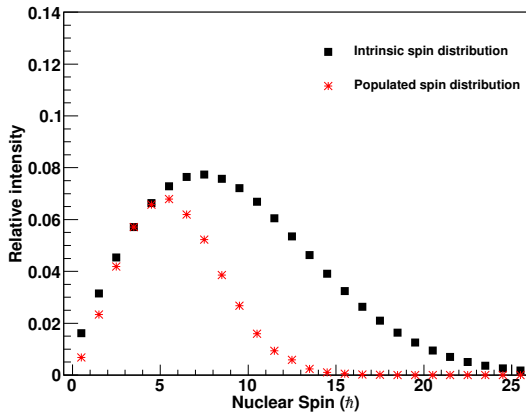 0.14
0.12
0.1
0.08
0.06
0.04
0.02
0
Relative intensity
Intrinsic spin distribution
Populated spin distribution
0 5 10 15 20 25
Nuclear Spin (ℏ)